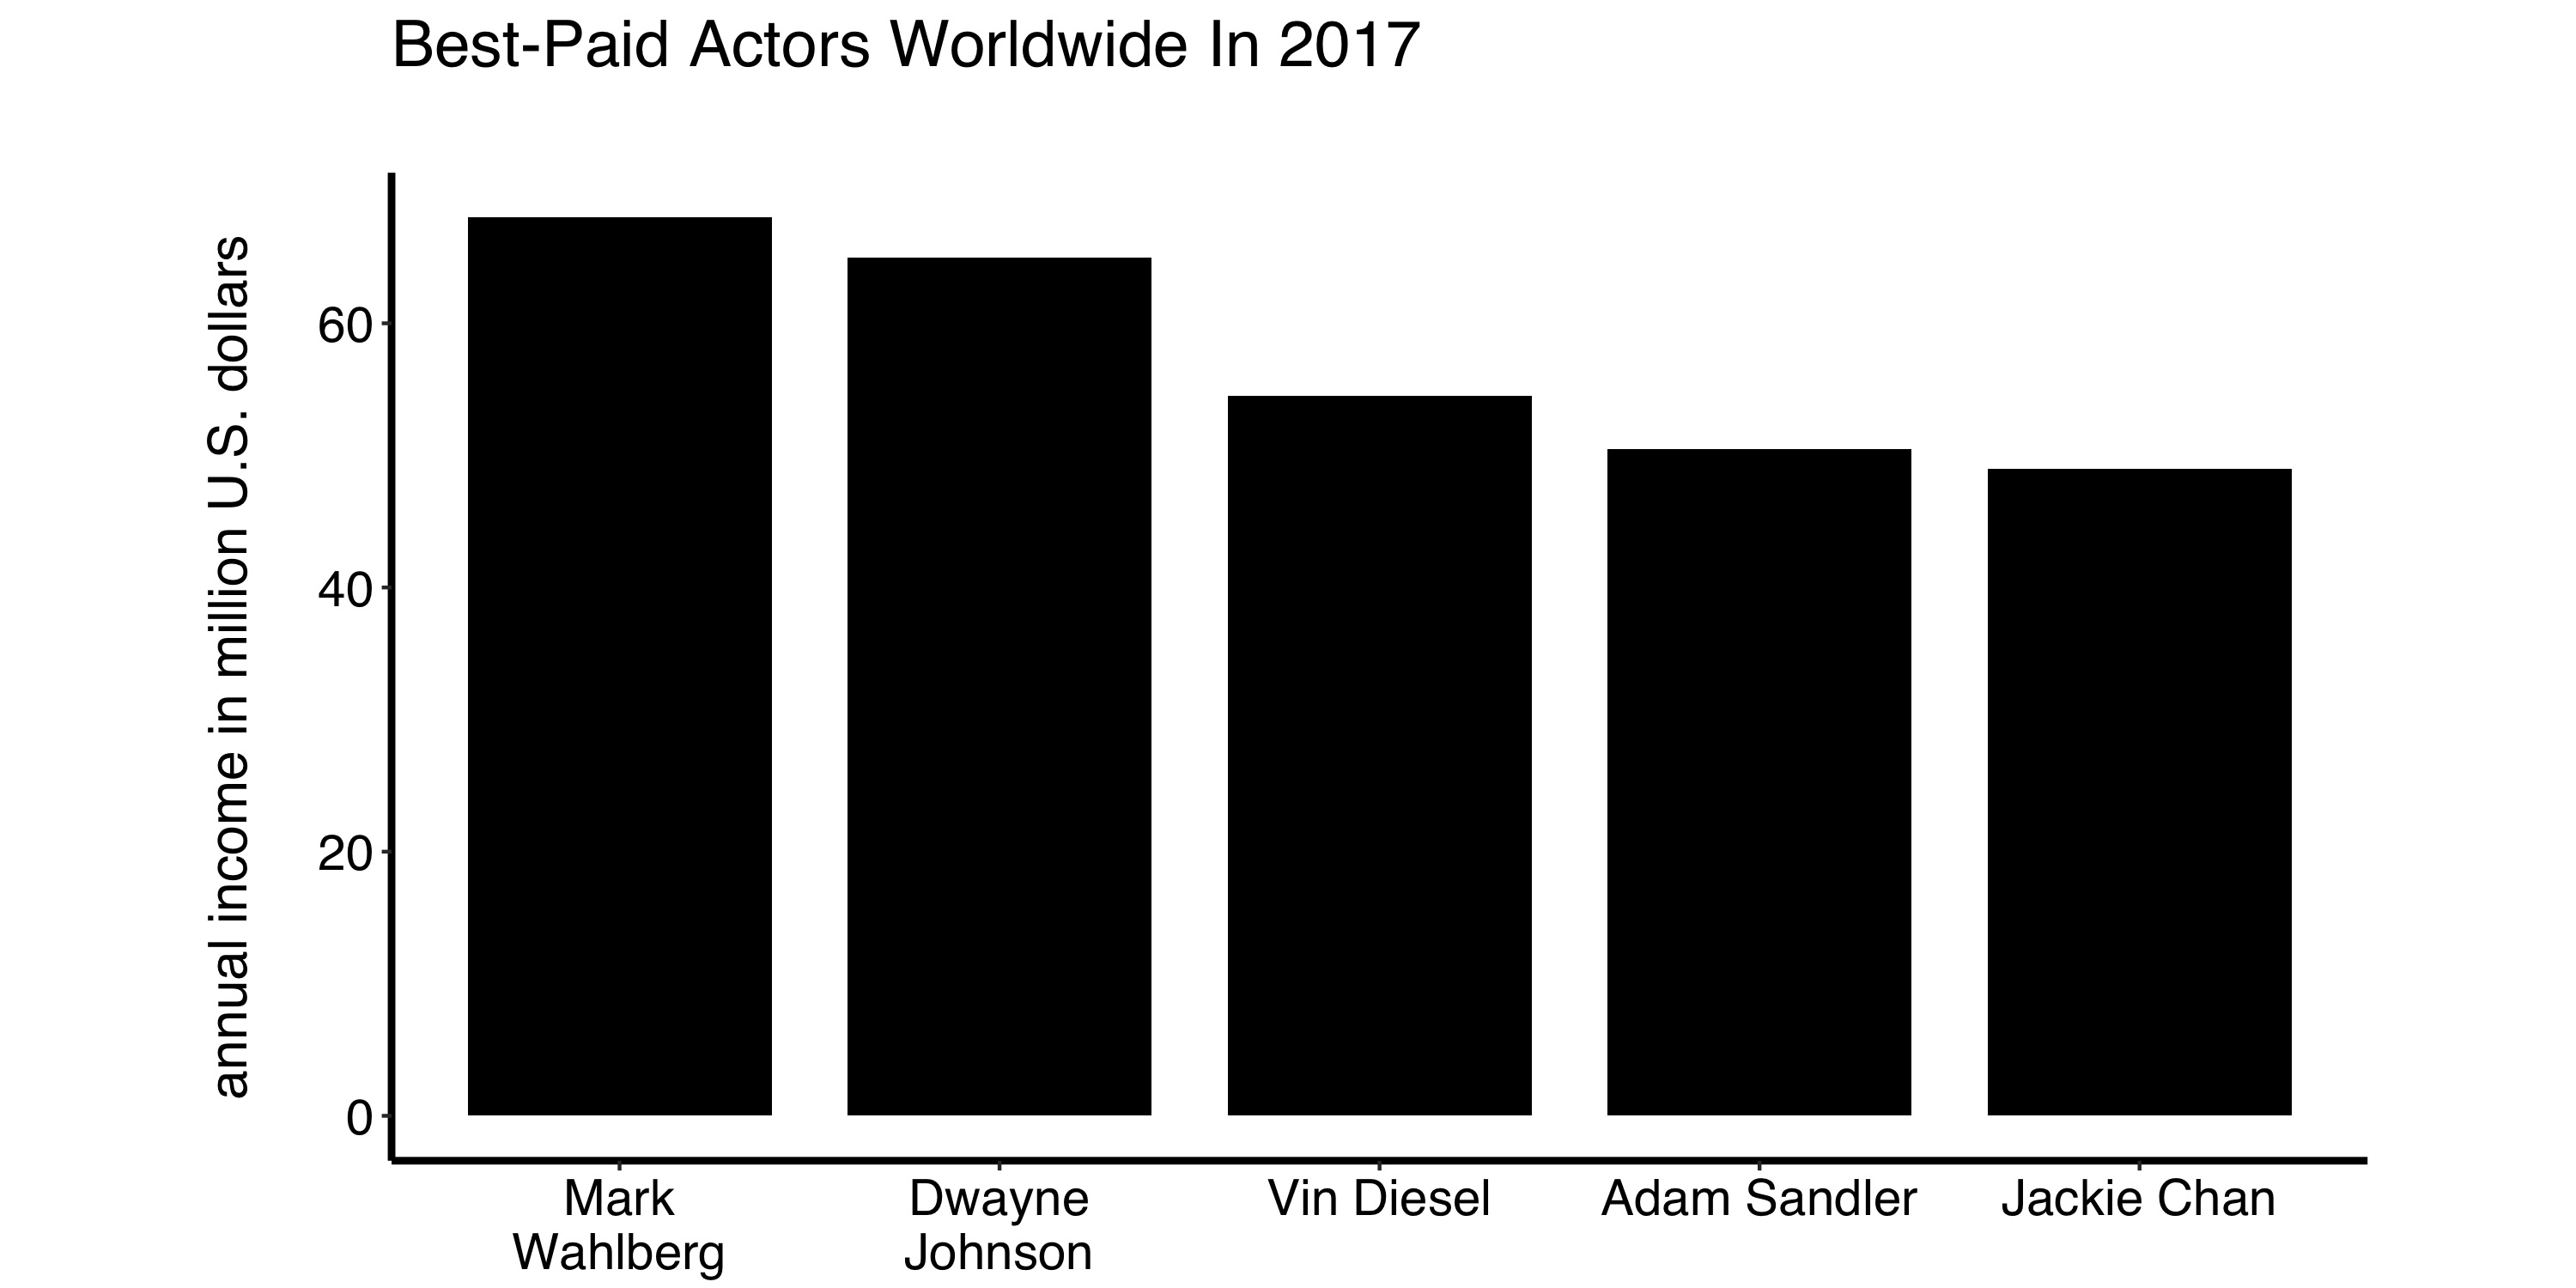 Best-Paid Actors Worldwide In 2017
annual income in million U.S. dollars
60
40
20
0
Mark
Wahlberg
Dwayne
Johnson
Vin Diesel
Adam Sandler
Jackie Chan